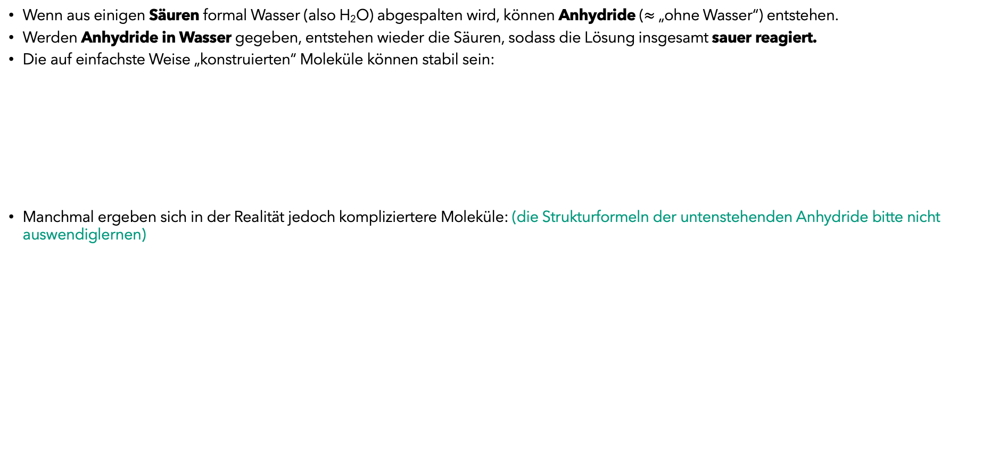 • Wenn aus einigen Säuren formal Wasser (also H₂O) abgespalten wird, können Anhydride (≈ „ohne Wasser“) entstehen.
• Werden Anhydride in Wasser gegeben, entstehen wieder die Säuren, sodass die Lösung insgesamt sauer reagiert.
• Die auf einfachste Weise „konstruierten“ Moleküle können stabil sein:
• Manchmal ergeben sich in der Realität jedoch kompliziertere Moleküle: (die Strukturformeln der untenstehenden Anhydride bitte nicht
auswendiglernen)